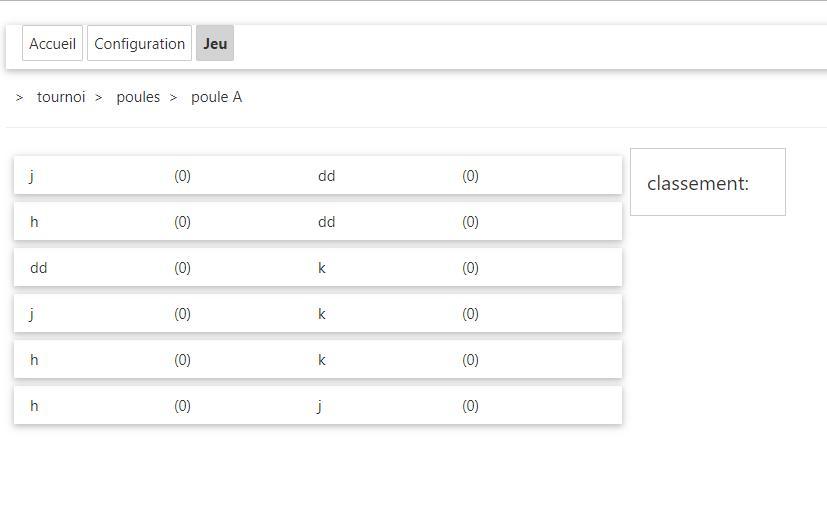 Accueil Configuration Jeu
> tournoi > poules > poule A
j (0) dd (0)
classement:
h (0) dd (0)
dd (0) k (0)
j (0) k (0)
h (0) k (0)
h (0) j (0)